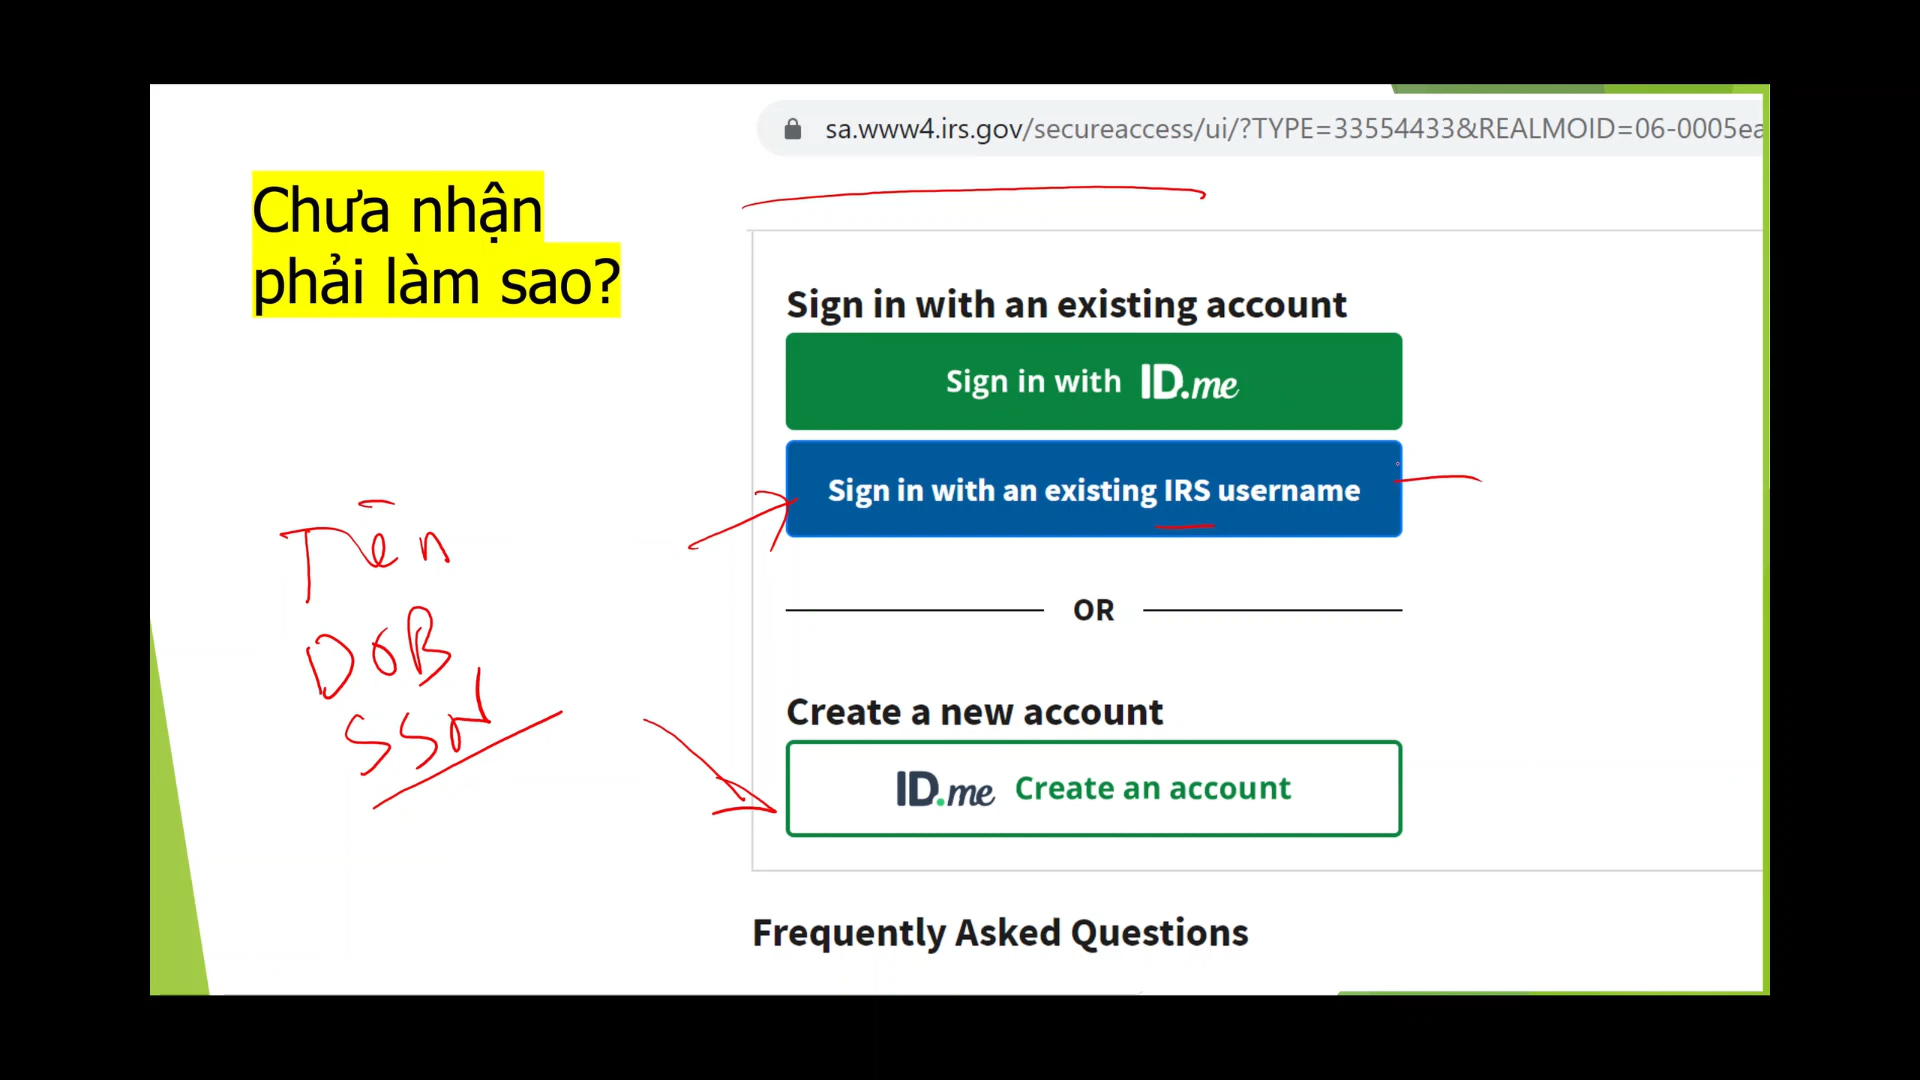 sa.www4.irs.gov/secureaccess/ui/?TYPE=33554433&REALMOID=06-0005ea
Chưa nhận
phải làm sao?
Sign in with an existing account
Sign in with ID.me
Sign in with an existing IRS username
OR
Tên
DOB
SSN
Create a new account
ID.me Create an account
Frequently Asked Questions